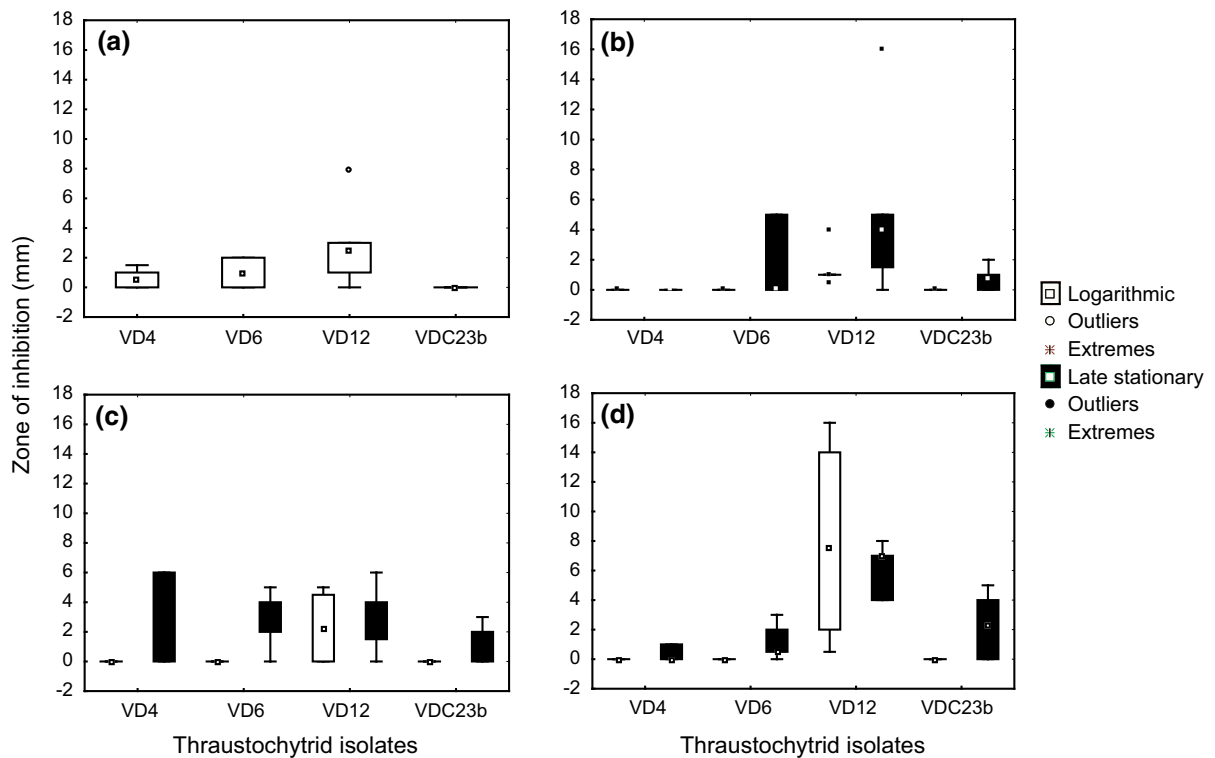 Zone of inhibition (mm)
(a)
18
16
14
12
10
8
6
4
2
0
-2
VD4 VD6 VD12 VDC23b
(b)
18
16
14
12
10
8
6
4
2
0
-2
VD4 VD6 VD12 VDC23b
(c)
18
16
14
12
10
8
6
4
2
0
-2
VD4 VD6 VD12 VDC23b
Thraustochytrid isolates
(d)
18
16
14
12
10
8
6
4
2
0
-2
VD4 VD6 VD12 VDC23b
Thraustochytrid isolates
Logarithmic
Outliers
Extremes
Late stationary
Outliers
Extremes